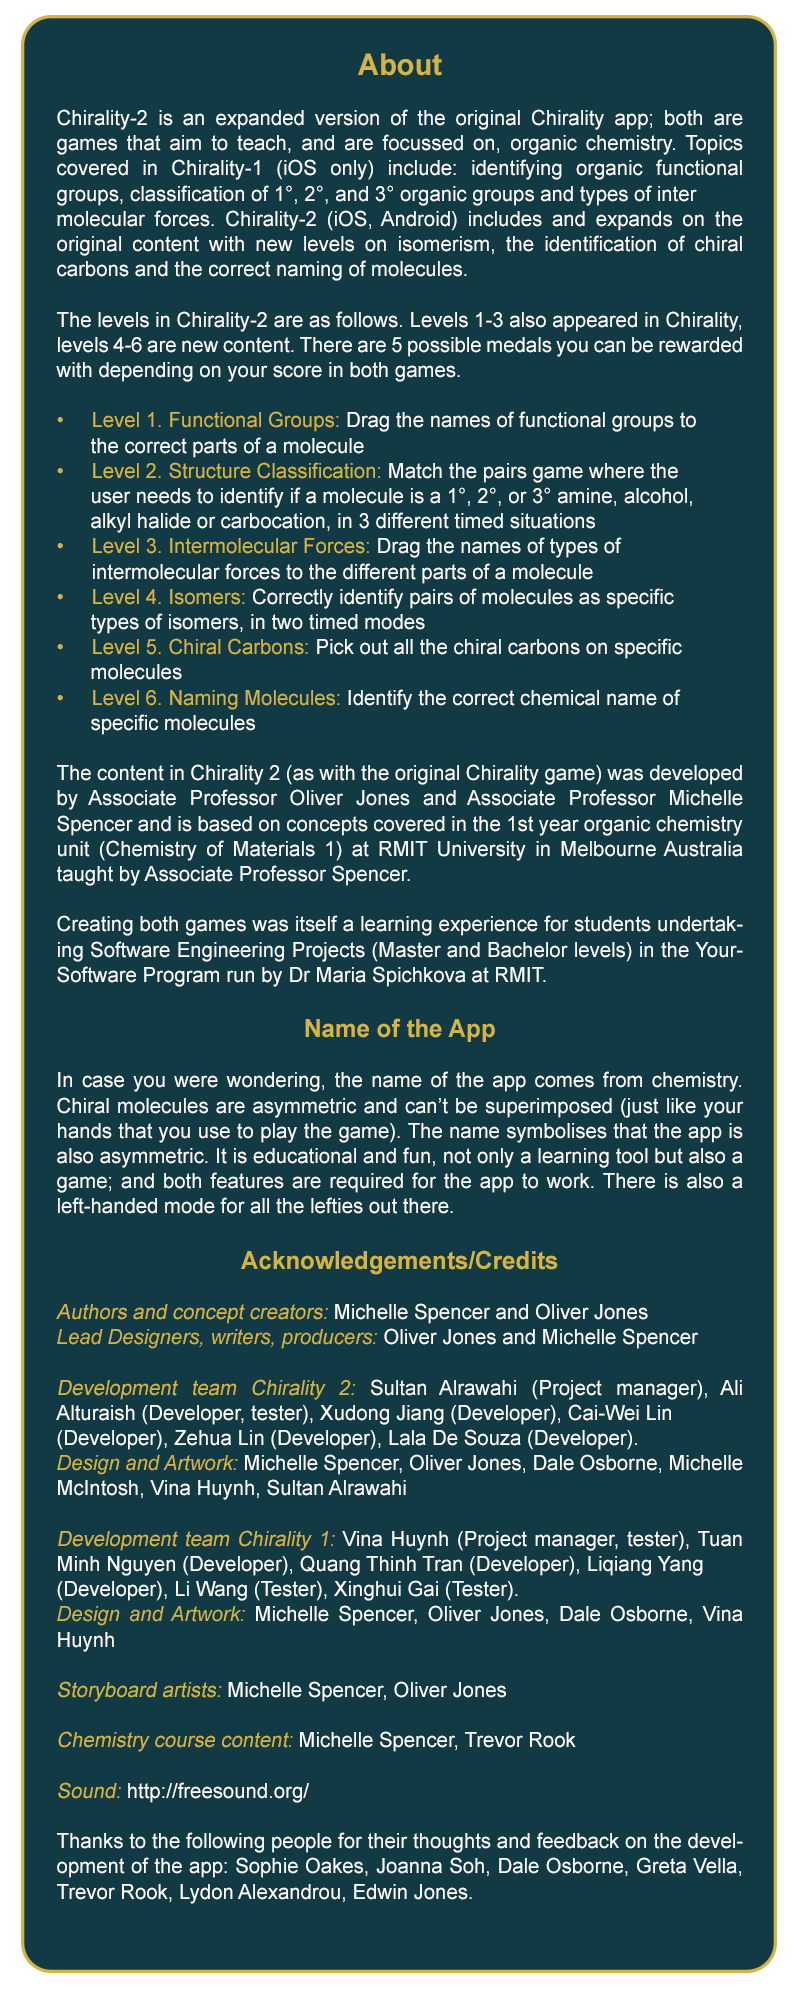 About
Chirality-2 is an expanded version of the original Chirality app; both are
games that aim to teach, and are focussed on, organic chemistry. Topics
covered in Chirality-1 (iOS only) include: identifying organic functional
groups, classification of 1°, 2°, and 3° organic groups and types of inter
molecular forces. Chirality-2 (iOS, Android) includes and expands on the
original content with new levels on isomerism, the identification of chiral
carbons and the correct naming of molecules.
The levels in Chirality-2 are as follows. Levels 1-3 also appeared in Chirality,
levels 4-6 are new content. There are 5 possible medals you can be rewarded
with depending on your score in both games.
• Level 1. Functional Groups: Drag the names of functional groups to
the correct parts of a molecule
• Level 2. Structure Classification: Match the pairs game where the
user needs to identify if a molecule is a 1°, 2°, or 3° amine, alcohol,
alkyl halide or carbocation, in 3 different timed situations
• Level 3. Intermolecular Forces: Drag the names of types of
intermolecular forces to the different parts of a molecule
• Level 4. Isomers: Correctly identify pairs of molecules as specific
types of isomers, in two timed modes
• Level 5. Chiral Carbons: Pick out all the chiral carbons on specific
molecules
• Level 6. Naming Molecules: Identify the correct chemical name of
specific molecules
The content in Chirality 2 (as with the original Chirality game) was developed
by Associate Professor Oliver Jones and Associate Professor Michelle
Spencer and is based on concepts covered in the 1st year organic chemistry
unit (Chemistry of Materials 1) at RMIT University in Melbourne Australia
taught by Associate Professor Spencer.
Creating both games was itself a learning experience for students undertak-
ing Software Engineering Projects (Master and Bachelor levels) in the Your-
Software Program run by Dr Maria Spichkova at RMIT.
Name of the App
In case you were wondering, the name of the app comes from chemistry.
Chiral molecules are asymmetric and can't be superimposed (just like your
hands that you use to play the game). The name symbolises that the app is
also asymmetric. It is educational and fun, not only a learning tool but also a
game; and both features are required for the app to work. There is also a
left-handed mode for all the lefties out there.
Acknowledgements/Credits
Authors and concept creators: Michelle Spencer and Oliver Jones
Lead Designers, writers, producers: Oliver Jones and Michelle Spencer
Development team Chirality 2: Sultan Alrawahi (Project manager), Ali
Alturaish (Developer, tester), Xudong Jiang (Developer), Cai-Wei Lin
(Developer), Zehua Lin (Developer), Lala De Souza (Developer).
Design and Artwork: Michelle Spencer, Oliver Jones, Dale Osborne, Michelle
McIntosh, Vina Huynh, Sultan Alrawahi
Development team Chirality 1: Vina Huynh (Project manager, tester), Tuan
Minh Nguyen (Developer), Quang Thinh Tran (Developer), Liqiang Yang
(Developer), Li Wang (Tester), Xinghui Gai (Tester).
Design and Artwork: Michelle Spencer, Oliver Jones, Dale Osborne, Vina
Huynh
Storyboard artists: Michelle Spencer, Oliver Jones
Chemistry course content: Michelle Spencer, Trevor Rook
Sound: http://freesound.org/
Thanks to the following people for their thoughts and feedback on the devel-
opment of the app: Sophie Oakes, Joanna Soh, Dale Osborne, Greta Vella,
Trevor Rook, Lydon Alexandrou, Edwin Jones.